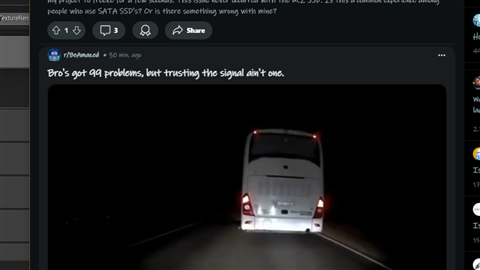 TextureRen
my project to freeze for a few seconds. This issue never occurred with the M.2 SSD. Is this a common experience among
people who use SATA SSD's? Or is there something wrong with mine?
1
3
Share
r/BeAmazed • 30 min. ago
Bro's got 99 problems, but trusting the signal ain't one.